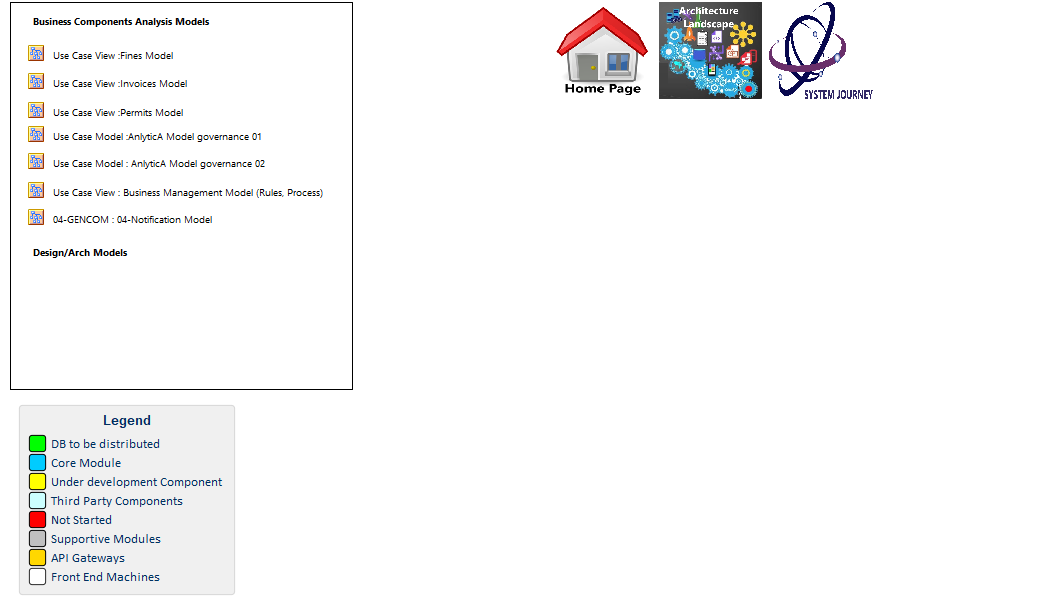 Business Components Analysis Models
Use Case View :Fines Model
Use Case View :Invoices Model
Use Case View :Permits Model
Use Case Model :AnlyticA Model governance 01
Use Case Model : AnlyticA Model governance 02
Use Case View : Business Management Model (Rules, Process)
04-GENCOM : 04-Notification Model
Design/Arch Models
Home Page
Architecture
Landscape
SYSTEM JOURNEY
Legend
DB to be distributed
Core Module
Under development Component
Third Party Components
Not Started
Supportive Modules
API Gateways
Front End Machines